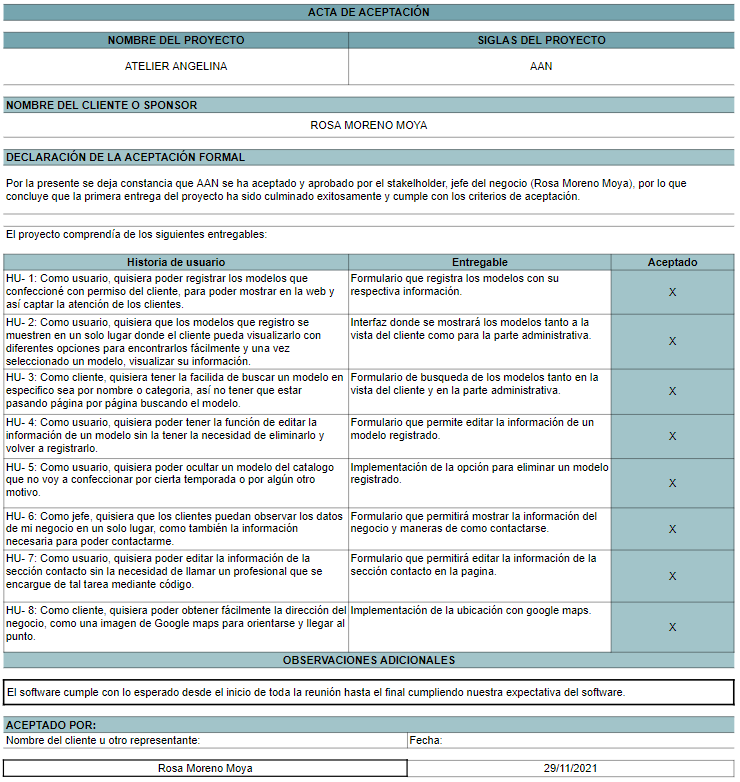 ACTA DE ACEPTACIÓN
NOMBRE DEL PROYECTO
SIGLAS DEL PROYECTO
ATELIER ANGELINA
AAN
NOMBRE DEL CLIENTE O SPONSOR
ROSA MORENO MOYA
DECLARACIÓN DE LA ACEPTACIÓN FORMAL
Por la presente se deja constancia que AAN se ha aceptado y aprobado por el stakholder, jefe del negocio (Rosa Moreno Moya), por lo que
concluye que la primera entrega del proyecto ha sido culminado exitosamente y cumple con los criterios de aceptación.
El proyecto comprendía de los siguientes entregables:
Historia de usuario
Entregable
Aceptado
HU- 1: Como usuario, quisiera poder registrar los modelos que
confeccioné con permiso del cliente, para poder mostrar en la web y
así captar la atención de los clientes.
Formulario que registra los modelos con su
respectiva información.
X
HU- 2: Como usuario, quisiera que los modelos que registro se
muestren en un solo lugar donde el cliente pueda visualizarlo con
diferentes opciones para encontrarlos fácilmente y una vez
seleccionado un modelo, visualizar su información.
Interfaz donde se mostrará los modelos tanto a la
vista del cliente como para la parte administrativa.
X
HU- 3: Como cliente, quisiera tener la facilida de buscar un modelo en
especifico sea por nombre o categoria, así no tener que estar
pasando página por página buscando el modelo.
Formulario de busqueda de los modelos tanto en la
vista del cliente y en la parte administrativa.
X
HU- 4: Como usuario, quisiera poder tener la función de editar la
información de un modelo sin la tener la necesidad de eliminarlo y
volver a registrarlo.
Formulario que permite editar la información de un
modelo registrado.
X
HU- 5: Como usuario, quisiera poder ocultar un modelo del catalogo
que no voy a confeccionar por cierta temporada o por algún otro
motivo.
Implementación de la opción para eliminar un modelo
registrado.
X
HU- 6: Como jefe, quisiera que los clientes puedan observar los datos
de mi negocio en un solo lugar, como también la información
necesaria para poder contactarme.
Formulario que permitirá mostrar la información del
negocio y maneras de como contactarse.
X
HU- 7: Como usuario, quisiera poder editar la información de la
sección contacto sin la necesidad de llamar un profesional que se
encargue de tal tarea mediante código.
Formulario que permitirá editar la información de la
sección contacto en la pagina.
X
HU- 8: Como cliente, quisiera poder obtener fácilmente la dirección del
negocio, como una imagen de Google maps para orientarse y llegar al
punto.
Implementación de la ubicación con google maps.
X
OBSERVACIONES ADICIONALES
El software cumple con lo esperado desde el inicio de toda la reunión hasta el final cumpliendo nuestra expectativa del software.
ACEPTADO POR:
Nombre del cliente u otro representante:
Fecha:
Rosa Moreno Moya
29/11/2021